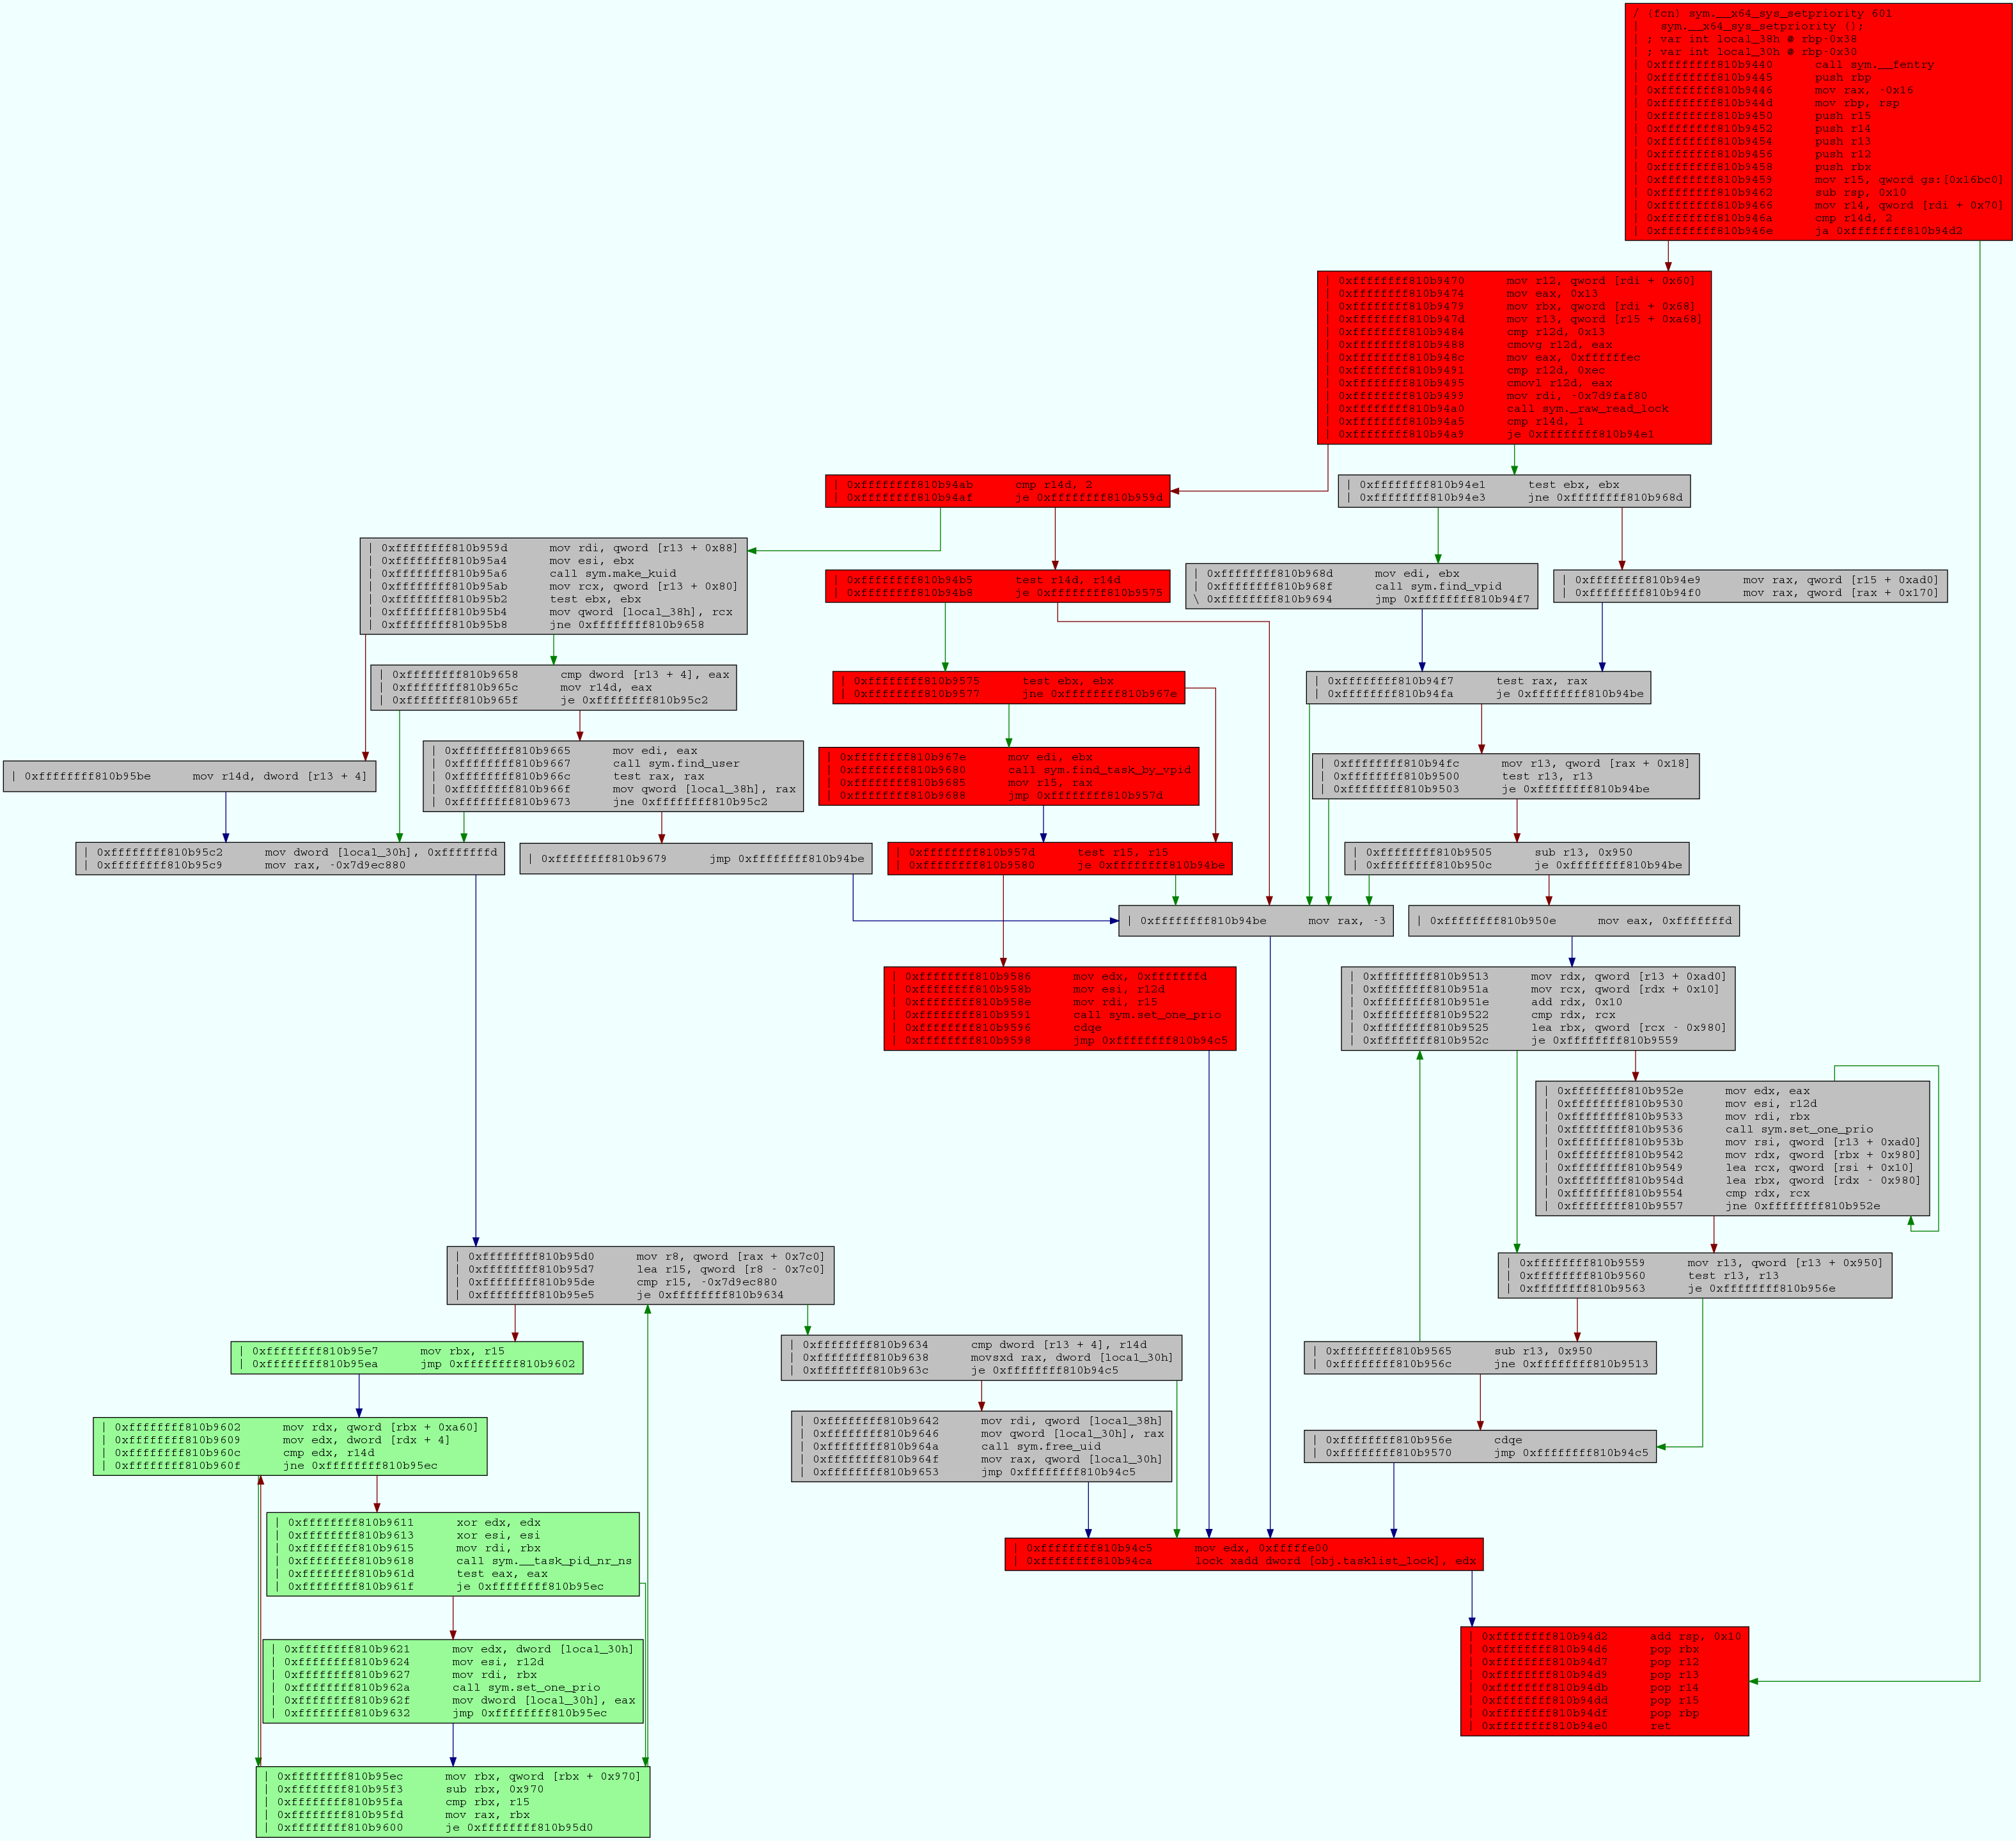 / (fcn) sym.__x64_sys_setpriority 601
|   sym.__x64_sys_setpriority ();
| ; var int local_38h @ rbp-0x38
| ; var int local_30h @ rbp-0x30
| 0xffffffff810b9440      call sym.__fentry
| 0xffffffff810b9445      push rbp
| 0xffffffff810b9446      mov rax, -0x16
| 0xffffffff810b944d      mov rbp, rsp
| 0xffffffff810b9450      push r15
| 0xffffffff810b9452      push r14
| 0xffffffff810b9454      push r13
| 0xffffffff810b9456      push r12
| 0xffffffff810b9458      push rbx
| 0xffffffff810b9459      mov r15, qword gs:[0x16bc0]
| 0xffffffff810b9462      sub rsp, 0x10
| 0xffffffff810b9466      mov r14, qword [rdi + 0x70]
| 0xffffffff810b946a      cmp r14d, 2
| 0xffffffff810b946e      ja 0xffffffff810b94d2
| 0xffffffff810b9470      mov r12, qword [rdi + 0x60]
| 0xffffffff810b9474      mov eax, 0x13
| 0xffffffff810b9479      mov rbx, qword [rdi + 0x68]
| 0xffffffff810b947d      mov r13, qword [r15 + 0xa68]
| 0xffffffff810b9484      cmp r12d, 0x13
| 0xffffffff810b9488      cmovg r12d, eax
| 0xffffffff810b948c      mov eax, 0xffffffec
| 0xffffffff810b9491      cmp r12d, 0xec
| 0xffffffff810b9495      cmovl r12d, eax
| 0xffffffff810b9499      mov rdi, -0x7d9faf80
| 0xffffffff810b94a0      call sym._raw_read_lock
| 0xffffffff810b94a5      cmp r14d, 1
| 0xffffffff810b94a9      je 0xffffffff810b94e1
| 0xffffffff810b94ab      cmp r14d, 2
| 0xffffffff810b94af      je 0xffffffff810b959d
| 0xffffffff810b94e1      test ebx, ebx
| 0xffffffff810b94e3      jne 0xffffffff810b968d
| 0xffffffff810b959d      mov rdi, qword [r13 + 0x88]
| 0xffffffff810b95a4      mov esi, ebx
| 0xffffffff810b95a6      call sym.make_kuid
| 0xffffffff810b95ab      mov rcx, qword [r13 + 0x80]
| 0xffffffff810b95b2      test ebx, ebx
| 0xffffffff810b95b4      mov qword [local_38h], rcx
| 0xffffffff810b95b8      jne 0xffffffff810b9658
| 0xffffffff810b94b5      test r14d, r14d
| 0xffffffff810b94b8      je 0xffffffff810b9575
| 0xffffffff810b968d      mov edi, ebx
| 0xffffffff810b968f      call sym.find_vpid
\ 0xffffffff810b9694      jmp 0xffffffff810b94f7
| 0xffffffff810b94e9      mov rax, qword [r15 + 0xad0]
| 0xffffffff810b94f0      mov rax, qword [rax + 0x170]
| 0xffffffff810b9658      cmp dword [r13 + 4], eax
| 0xffffffff810b965c      mov r14d, eax
| 0xffffffff810b965f      je 0xffffffff810b95c2
| 0xffffffff810b9575      test ebx, ebx
| 0xffffffff810b9577      jne 0xffffffff810b967e
| 0xffffffff810b94f7      test rax, rax
| 0xffffffff810b94fa      je 0xffffffff810b94be
| 0xffffffff810b95be      mov r14d, dword [r13 + 4]
| 0xffffffff810b9665      mov edi, eax
| 0xffffffff810b9667      call sym.find_user
| 0xffffffff810b966c      test rax, rax
| 0xffffffff810b966f      mov qword [local_38h], rax
| 0xffffffff810b9673      jne 0xffffffff810b95c2
| 0xffffffff810b967e      mov edi, ebx
| 0xffffffff810b9680      call sym.find_task_by_vpid
| 0xffffffff810b9685      mov r15, rax
| 0xffffffff810b9688      jmp 0xffffffff810b957d
| 0xffffffff810b94fc      mov r13, qword [rax + 0x18]
| 0xffffffff810b9500      test r13, r13
| 0xffffffff810b9503      je 0xffffffff810b94be
| 0xffffffff810b95c2      mov dword [local_30h], 0xfffffffd
| 0xffffffff810b95c9      mov rax, -0x7d9ec880
| 0xffffffff810b9679      jmp 0xffffffff810b94be
| 0xffffffff810b957d      test r15, r15
| 0xffffffff810b9580      je 0xffffffff810b94be
| 0xffffffff810b9505      sub r13, 0x950
| 0xffffffff810b950c      je 0xffffffff810b94be
| 0xffffffff810b94be      mov rax, -3
| 0xffffffff810b950e      mov eax, 0xfffffffd
| 0xffffffff810b9586      mov edx, 0xfffffffd
| 0xffffffff810b958b      mov esi, r12d
| 0xffffffff810b958e      mov rdi, r15
| 0xffffffff810b9591      call sym.set_one_prio
| 0xffffffff810b9596      cdqe
| 0xffffffff810b9598      jmp 0xffffffff810b94c5
| 0xffffffff810b9513      mov rdx, qword [r13 + 0xad0]
| 0xffffffff810b951a      mov rcx, qword [rdx + 0x10]
| 0xffffffff810b951e      add rdx, 0x10
| 0xffffffff810b9522      cmp rdx, rcx
| 0xffffffff810b9525      lea rbx, qword [rcx - 0x980]
| 0xffffffff810b952c      je 0xffffffff810b9559
| 0xffffffff810b952e      mov edx, eax
| 0xffffffff810b9530      mov esi, r12d
| 0xffffffff810b9533      mov rdi, rbx
| 0xffffffff810b9536      call sym.set_one_prio
| 0xffffffff810b953b      mov rsi, qword [r13 + 0xad0]
| 0xffffffff810b9542      mov rdx, qword [rbx + 0x980]
| 0xffffffff810b9549      lea rcx, qword [rsi + 0x10]
| 0xffffffff810b954d      lea rbx, qword [rdx - 0x980]
| 0xffffffff810b9554      cmp rdx, rcx
| 0xffffffff810b9557      jne 0xffffffff810b952e
| 0xffffffff810b95d0      mov r8, qword [rax + 0x7c0]
| 0xffffffff810b95d7      lea r15, qword [r8 - 0x7c0]
| 0xffffffff810b95de      cmp r15, -0x7d9ec880
| 0xffffffff810b95e5      je 0xffffffff810b9634
| 0xffffffff810b9559      mov r13, qword [r13 + 0x950]
| 0xffffffff810b9560      test r13, r13
| 0xffffffff810b9563      je 0xffffffff810b956e
| 0xffffffff810b95e7      mov rbx, r15
| 0xffffffff810b95ea      jmp 0xffffffff810b9602
| 0xffffffff810b9634      cmp dword [r13 + 4], r14d
| 0xffffffff810b9638      movsxd rax, dword [local_30h]
| 0xffffffff810b963c      je 0xffffffff810b94c5
| 0xffffffff810b9565      sub r13, 0x950
| 0xffffffff810b956c      jne 0xffffffff810b9513
| 0xffffffff810b9602      mov rdx, qword [rbx + 0xa60]
| 0xffffffff810b9609      mov edx, dword [rdx + 4]
| 0xffffffff810b960c      cmp edx, r14d
| 0xffffffff810b960f      jne 0xffffffff810b95ec
| 0xffffffff810b9642      mov rdi, qword [local_38h]
| 0xffffffff810b9646      mov qword [local_30h], rax
| 0xffffffff810b964a      call sym.free_uid
| 0xffffffff810b964f      mov rax, qword [local_30h]
| 0xffffffff810b9653      jmp 0xffffffff810b94c5
| 0xffffffff810b956e      cdqe
| 0xffffffff810b9570      jmp 0xffffffff810b94c5
| 0xffffffff810b9611      xor edx, edx
| 0xffffffff810b9613      xor esi, esi
| 0xffffffff810b9615      mov rdi, rbx
| 0xffffffff810b9618      call sym.__task_pid_nr_ns
| 0xffffffff810b961d      test eax, eax
| 0xffffffff810b961f      je 0xffffffff810b95ec
| 0xffffffff810b94c5      mov edx, 0xfffffe00
| 0xffffffff810b94ca      lock xadd dword [obj.tasklist_lock], edx
| 0xffffffff810b9621      mov edx, dword [local_30h]
| 0xffffffff810b9624      mov esi, r12d
| 0xffffffff810b9627      mov rdi, rbx
| 0xffffffff810b962a      call sym.set_one_prio
| 0xffffffff810b962f      mov dword [local_30h], eax
| 0xffffffff810b9632      jmp 0xffffffff810b95ec
| 0xffffffff810b94d2      add rsp, 0x10
| 0xffffffff810b94d6      pop rbx
| 0xffffffff810b94d7      pop r12
| 0xffffffff810b94d9      pop r13
| 0xffffffff810b94db      pop r14
| 0xffffffff810b94dd      pop r15
| 0xffffffff810b94df      pop rbp
| 0xffffffff810b94e0      ret
| 0xffffffff810b95ec      mov rbx, qword [rbx + 0x970]
| 0xffffffff810b95f3      sub rbx, 0x970
| 0xffffffff810b95fa      cmp rbx, r15
| 0xffffffff810b95fd      mov rax, rbx
| 0xffffffff810b9600      je 0xffffffff810b95d0